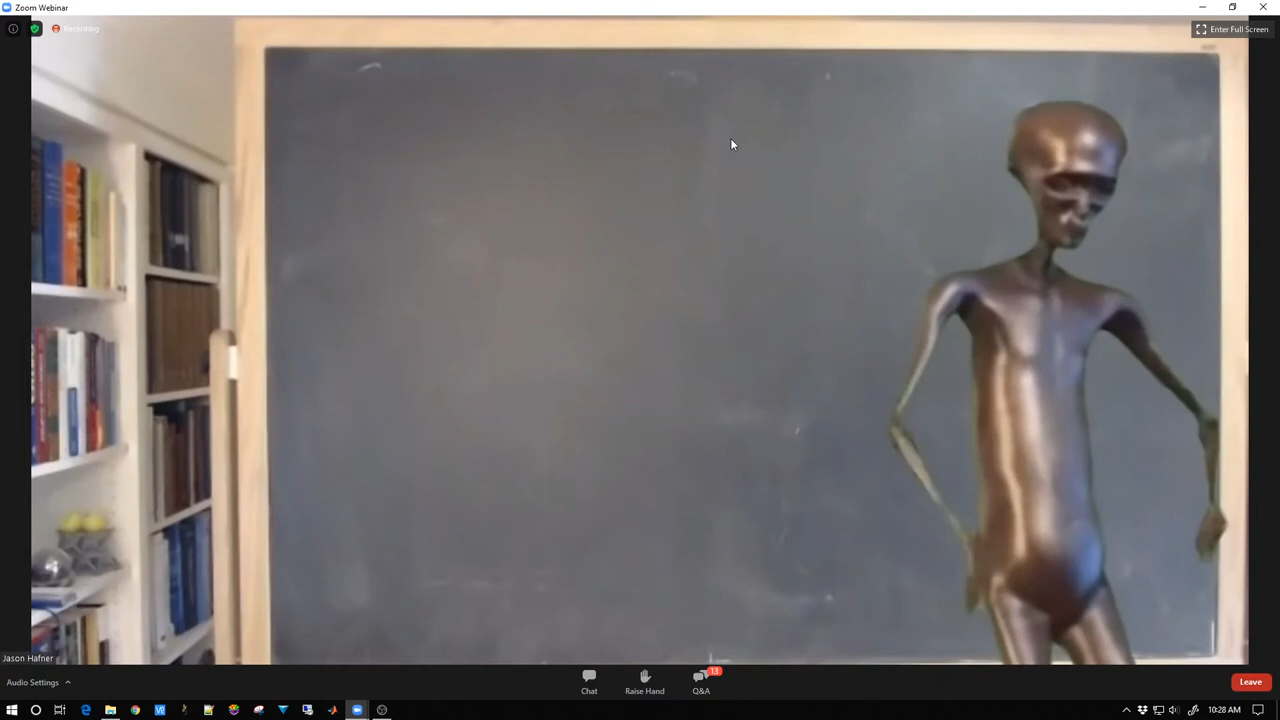 Zoom Webinar
Recording
Enter Full Screen
Jason Hafner
Audio Settings
Chat
Raise Hand
13
Q&A
Leave
10:28 AM